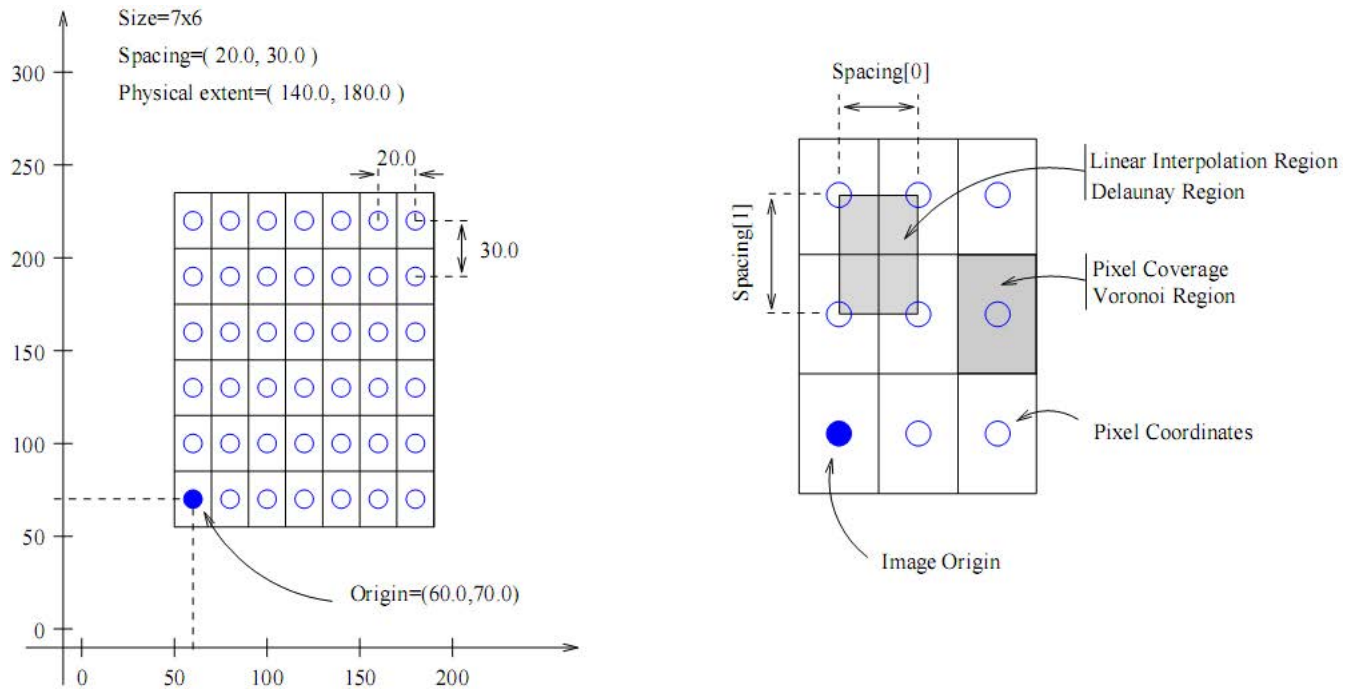 Size=7x6
Spacing=( 20.0, 30.0 )
Physical extent=( 140.0, 180.0 )
300
250
200
150
100
50
0
20.0
30.0
Origin=(60.0,70.0)
0
50
100
150
200
Spacing[0]
Spacing[1]
Linear Interpolation Region
Delaunay Region
Pixel Coverage
Voronoi Region
Pixel Coordinates
Image Origin